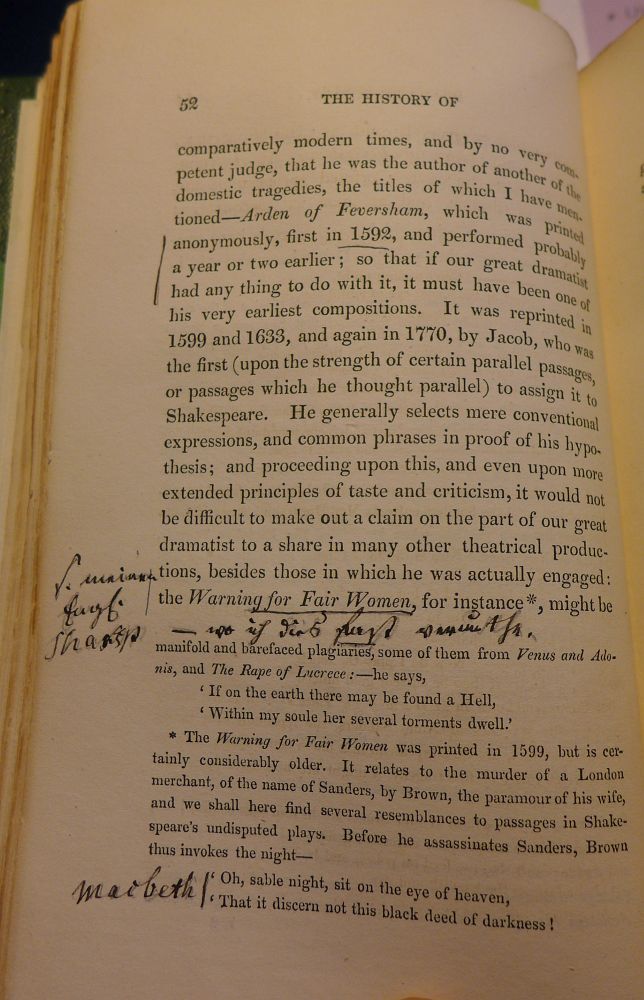 52 THE HISTORY OF
comparatively modern times, and by no very com-
petent judge, that he was the author of another of the
domestic tragedies, the titles of which I have men-
tioned—Arden of Feversham, which was printed
anonymously, first in 1592, and performed probably
a year or two earlier; so that if our great dramatist
had any thing to do with it, it must have been one of
his very earliest compositions. It was reprinted in
1599 and 1633, and again in 1770, by Jacob, who was
the first (upon the strength of certain parallel passages,
or passages which he thought parallel) to assign it to
Shakespeare. He generally selects mere conventional
expressions, and common phrases in proof of his hypo-
thesis; and proceeding upon this, and even upon more
extended principles of taste and criticism, it would not
be difficult to make out a claim on the part of our great
dramatist to a share in many other theatrical produc-
tions, besides those in which he was actually engaged:
the Warning for Fair Women, for instance*, might be
S. meinen
Engl.
Shaksp
— wo ich dies fast vermuthe.
manifold and barefaced plagiaries, some of them from Venus and Ado-
nis, and The Rape of Lucrece:—he says,
‘ If on the earth there may be found a Hell,
‘ Within my soule her several torments dwell.’
* The Warning for Fair Women was printed in 1599, but is cer-
tainly considerably older. It relates to the murder of a London
merchant, of the name of Sanders, by Brown, the paramour of his wife,
and we shall here find several resemblances to passages in Shake-
speare's undisputed plays. Before he assassinates Sanders, Brown
thus invokes the night—
Macbeth
‘ Oh, sable night, sit on the eye of heaven,
‘ That it discern not this black deed of darkness!